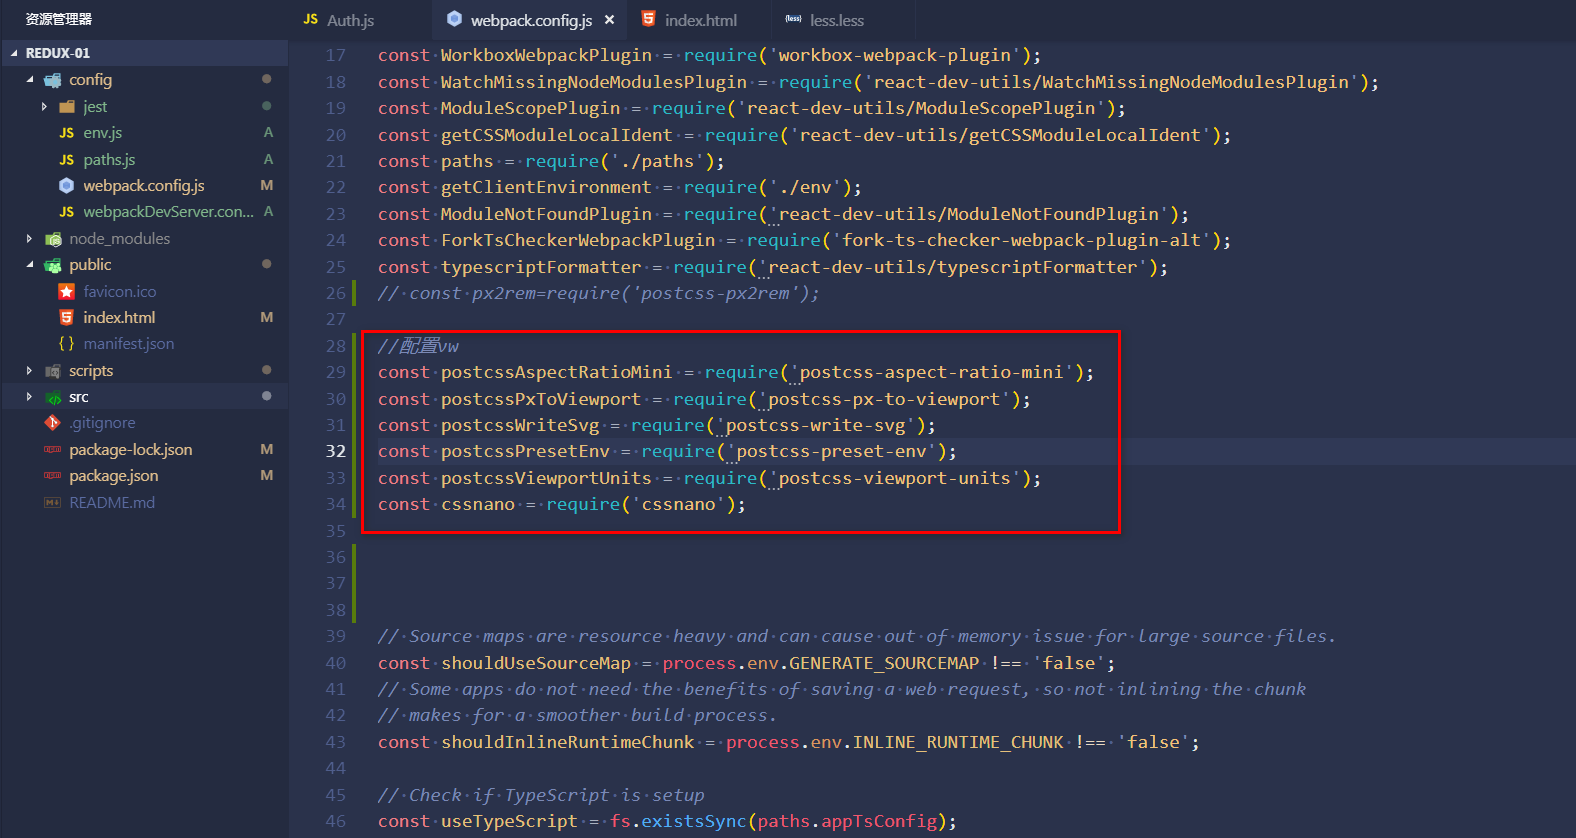 资源管理器
JS Auth.js
webpack.config.js ×
index.html
{less} less.less
REDUX-01
config
jest
JS env.js A
JS paths.js A
webpack.config.js M
JS webpackDevServer.con... A
node_modules
public
favicon.ico
index.html M
{ } manifest.json
scripts
src
.gitignore
package-lock.json M
package.json M
README.md
17 const WorkboxWebpackPlugin = require('workbox-webpack-plugin');
18 const WatchMissingNodeModulesPlugin = require('react-dev-utils/WatchMissingNodeModulesPlugin');
19 const ModuleScopePlugin = require('react-dev-utils/ModuleScopePlugin');
20 const getCSSModuleLocalIdent = require('react-dev-utils/getCSSModuleLocalIdent');
21 const paths = require('./paths');
22 const getClientEnvironment = require('./env');
23 const ModuleNotFoundPlugin = require('react-dev-utils/ModuleNotFoundPlugin');
24 const ForkTsCheckerWebpackPlugin = require('fork-ts-checker-webpack-plugin-alt');
25 const typescriptFormatter = require('react-dev-utils/typescriptFormatter');
26 // const px2rem=require('postcss-px2rem');
27
28 //配置vw
29 const postcssAspectRatioMini = require('postcss-aspect-ratio-mini');
30 const postcssPxToViewport = require('postcss-px-to-viewport');
31 const postcssWriteSvg = require('postcss-write-svg');
32 const postcssPresetEnv = require('postcss-preset-env');
33 const postcssViewportUnits = require('postcss-viewport-units');
34 const cssnano = require('cssnano');
35
36
37
38
39 // Source maps are resource heavy and can cause out of memory issue for large source files.
40 const shouldUseSourceMap = process.env.GENERATE_SOURCEMAP !== 'false';
41 // Some apps do not need the benefits of saving a web request, so not inlining the chunk
42 // makes for a smoother build process.
43 const shouldInlineRuntimeChunk = process.env.INLINE_RUNTIME_CHUNK !== 'false';
44
45 // Check if TypeScript is setup
46 const useTypeScript = fs.existsSync(paths.appTsConfig);